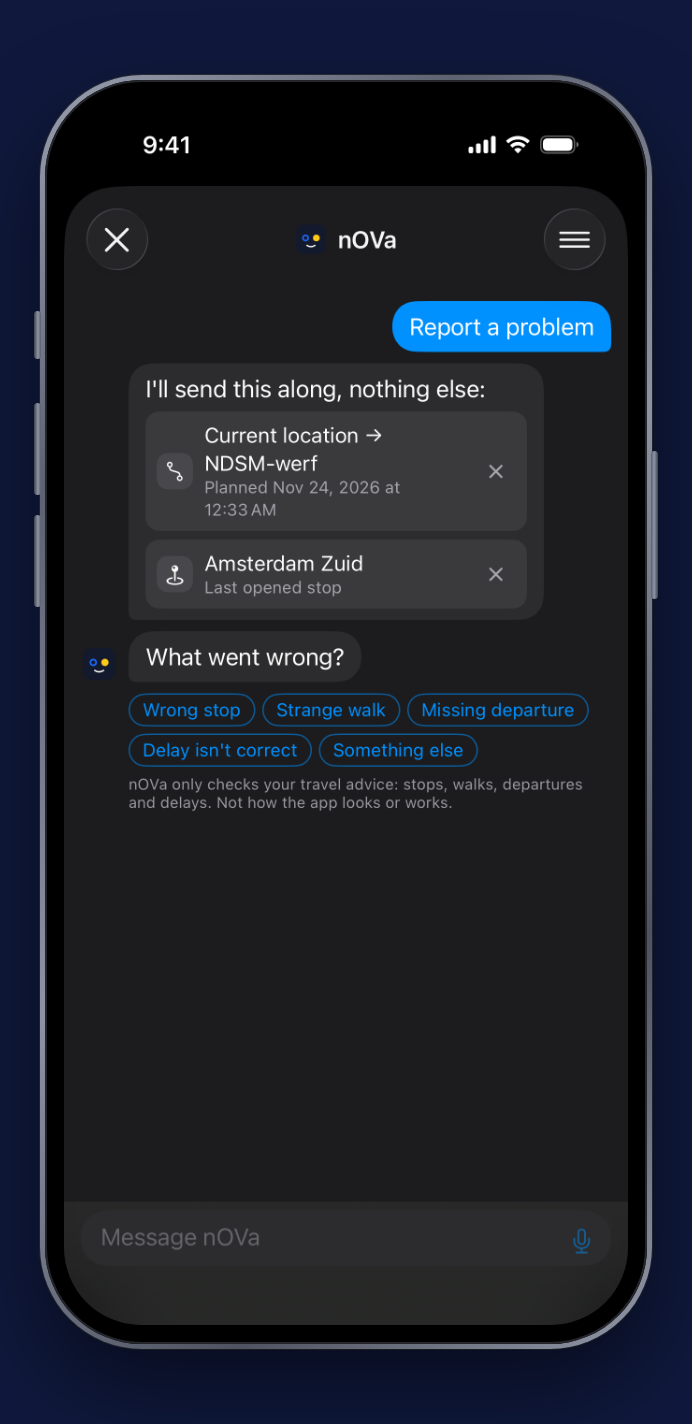 9:41
nOVa
Report a problem
I'll send this along, nothing else:
Current location →
NDSM-werf
Planned Nov 24, 2026 at
12:33 AM
Amsterdam Zuid
Last opened stop
What went wrong?
Wrong stop
Strange walk
Missing departure
Delay isn't correct
Something else
nOVa only checks your travel advice: stops, walks, departures
and delays. Not how the app looks or works.
Message nOVa